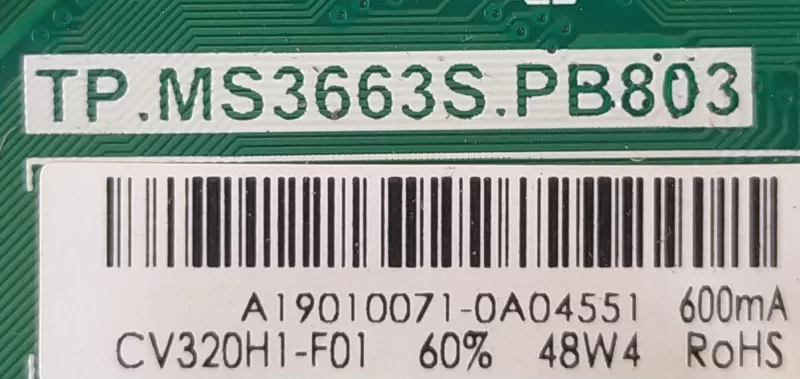 TP.MS3663S.PB803
A19010071-0A04551 600mA
CV320H1-F01 60% 48W4 RoHS